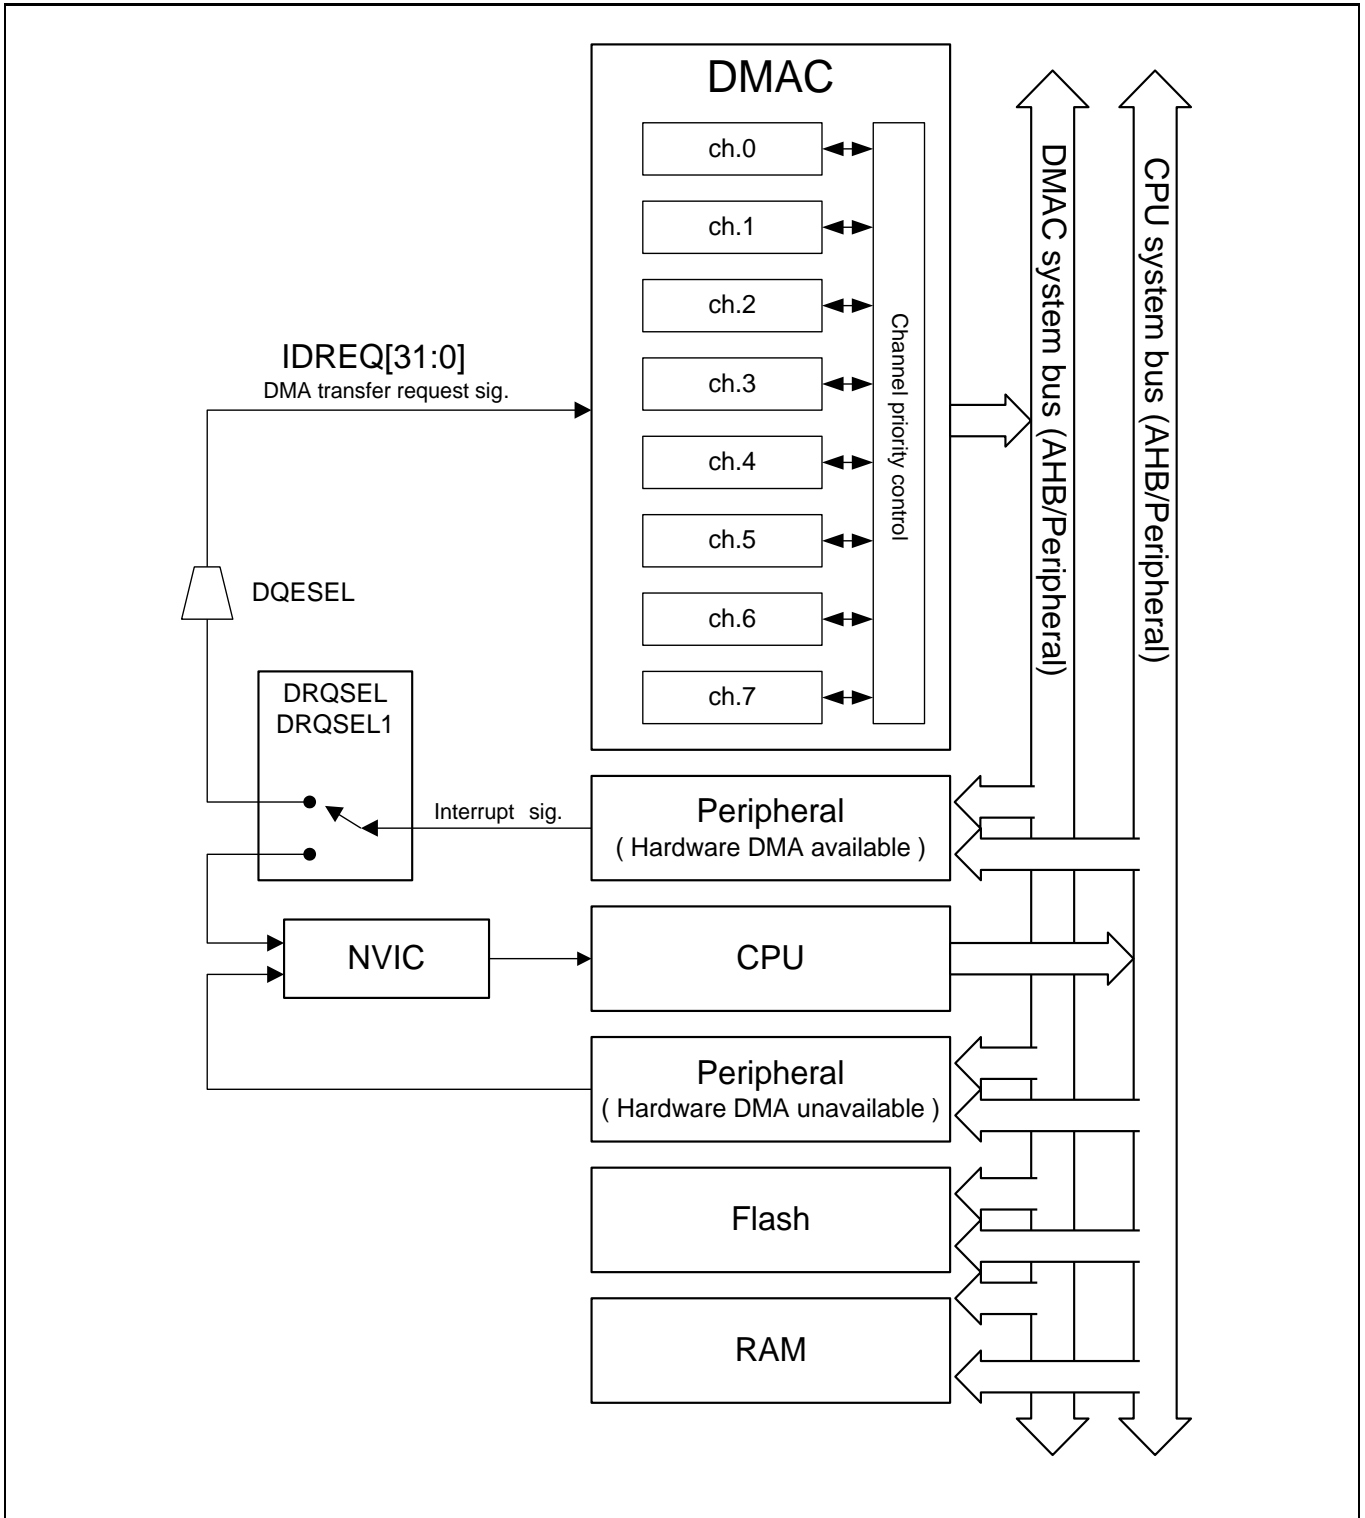 DMAC
ch.0
ch.1
ch.2
ch.3
ch.4
ch.5
ch.6
ch.7
Channel priority control
DMAC system bus (AHB/Peripheral)
CPU system bus (AHB/Peripheral)
IDREQ[31:0]
DMA transfer request sig.
DQESEL
DRQSEL
DRQSEL1
Interrupt sig.
Peripheral
( Hardware DMA available )
NVIC
CPU
Peripheral
( Hardware DMA unavailable )
Flash
RAM